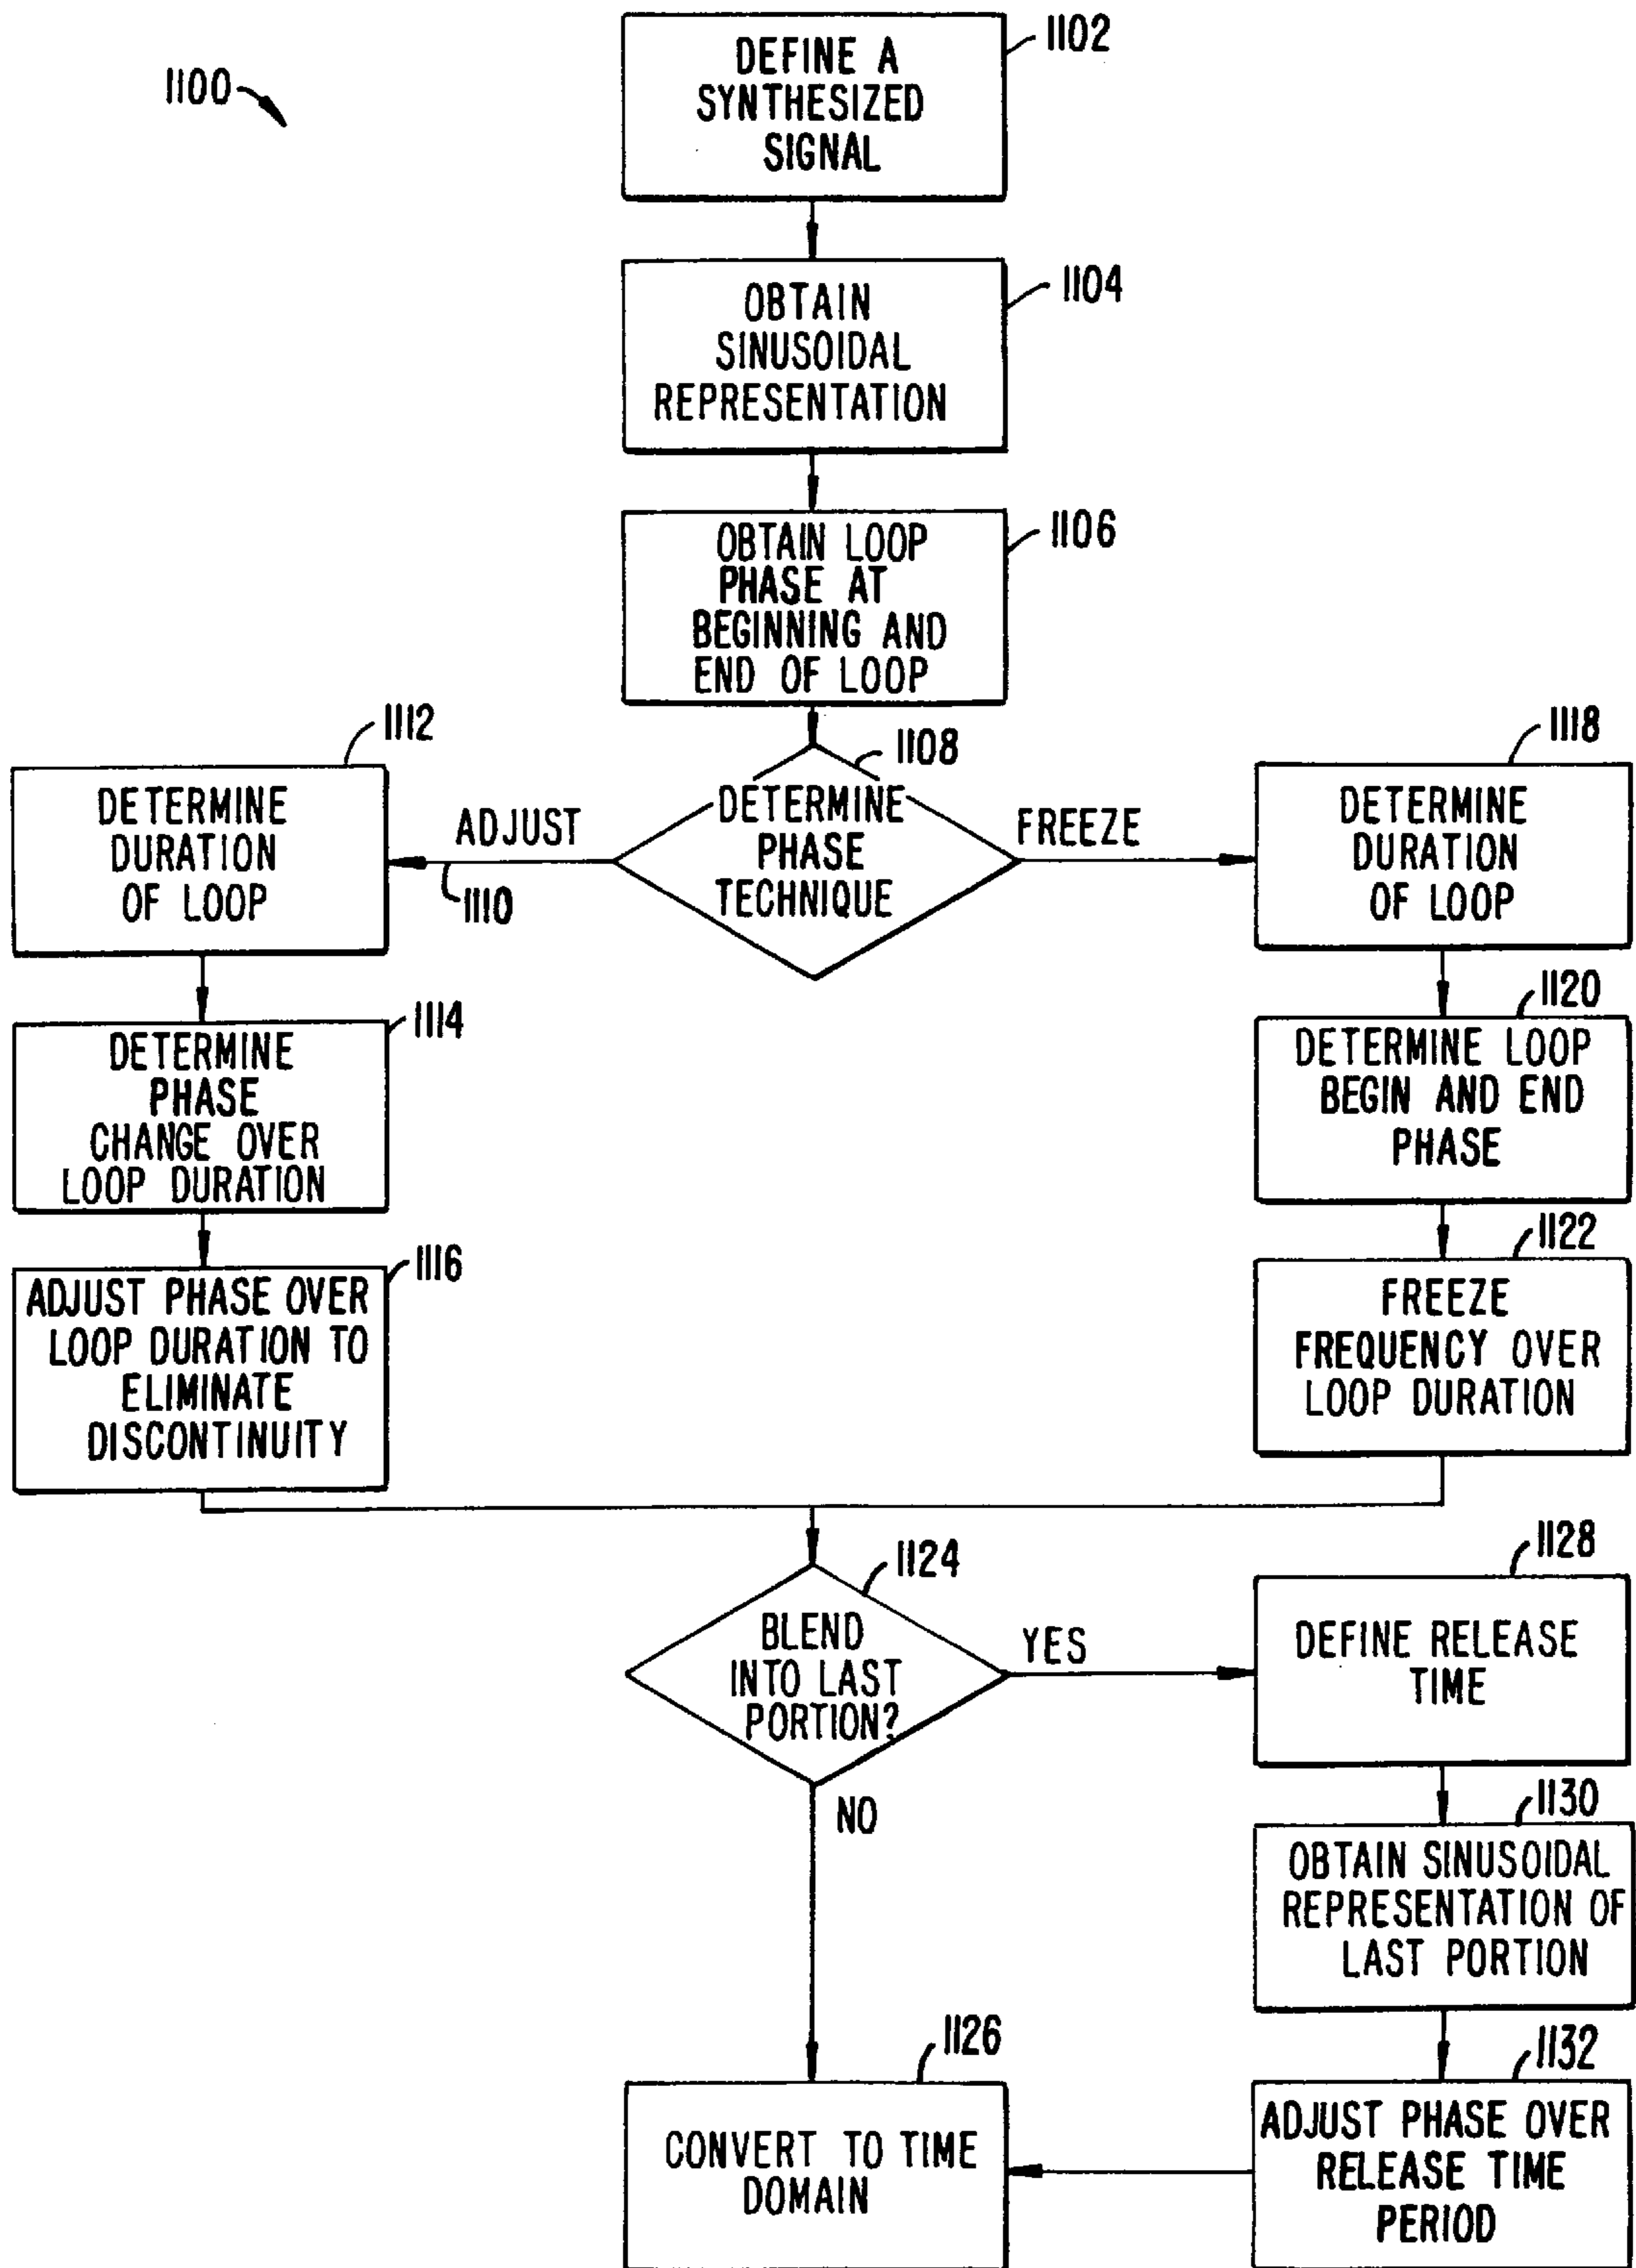 1100
1102
DEFINE A
SYNTHESIZED
SIGNAL
1104
OBTAIN
SINUSOIDAL
REPRESENTATION
1106
OBTAIN LOOP
PHASE AT
BEGINNING AND
END OF LOOP
1108
DETERMINE
PHASE
TECHNIQUE
ADJUST
1110
FREEZE
1112
DETERMINE
DURATION
OF LOOP
1114
DETERMINE
PHASE
CHANGE OVER
LOOP DURATION
1116
ADJUST PHASE OVER
LOOP DURATION TO
ELIMINATE
DISCONTINUITY
1118
DETERMINE
DURATION
OF LOOP
1120
DETERMINE LOOP
BEGIN AND END
PHASE
1122
FREEZE
FREQUENCY OVER
LOOP DURATION
1124
BLEND
INTO LAST
PORTION?
YES
NO
1128
DEFINE RELEASE
TIME
1130
OBTAIN SINUSOIDAL
REPRESENTATION OF
LAST PORTION
1132
ADJUST PHASE OVER
RELEASE TIME
PERIOD
1126
CONVERT TO TIME
DOMAIN